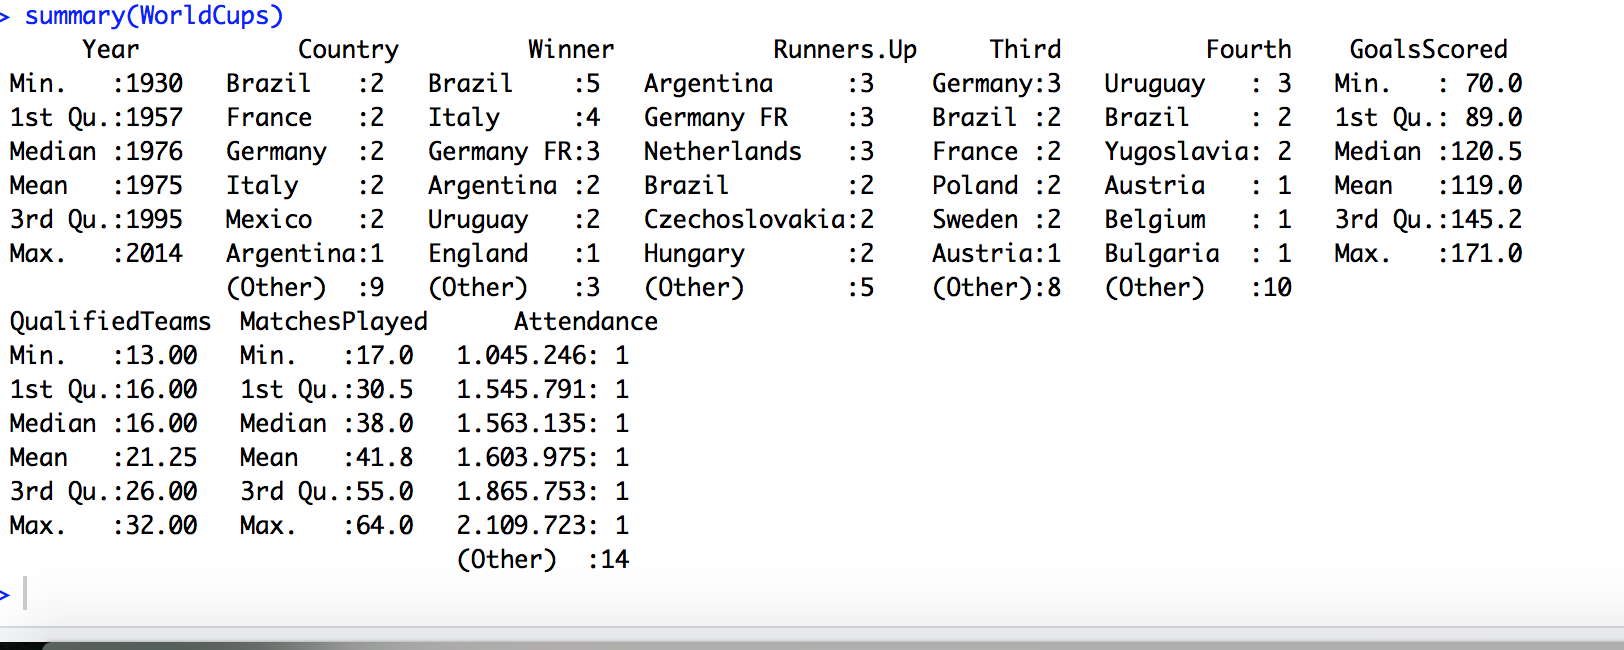 > summary(WorldCups)
      Year           Country         Winner           Runners.Up     Third          Fourth    GoalsScored
 Min.   :1930   Brazil   :2   Brazil    :5   Argentina     :3    Germany:3   Uruguay   : 3   Min.   : 70.0
 1st Qu.:1957   France   :2   Italy     :4   Germany FR    :3    Brazil :2   Brazil    : 2   1st Qu.: 89.0
 Median :1976   Germany  :2   Germany FR:3   Netherlands   :3    France :2   Yugoslavia: 2   Median :120.5
 Mean   :1975   Italy    :2   Argentina :2   Brazil        :2    Poland :2   Austria   : 1   Mean   :119.0
 3rd Qu.:1995   Mexico   :2   Uruguay   :2   Czechoslovakia:2    Sweden :2   Belgium   : 1   3rd Qu.:145.2
 Max.   :2014   Argentina:1   England   :1   Hungary       :2    Austria:1   Bulgaria  : 1   Max.   :171.0
                (Other)  :9   (Other)   :3   (Other)       :5    (Other):8   (Other)   :10
 QualifiedTeams  MatchesPlayed      Attendance
 Min.   :13.00   Min.   :17.0   1.045.246: 1
 1st Qu.:16.00   1st Qu.:30.5   1.545.791: 1
 Median :16.00   Median :38.0   1.563.135: 1
 Mean   :21.25   Mean   :41.8   1.603.975: 1
 3rd Qu.:26.00   3rd Qu.:55.0   1.865.753: 1
 Max.   :32.00   Max.   :64.0   2.109.723: 1
                                (Other)  :14
>